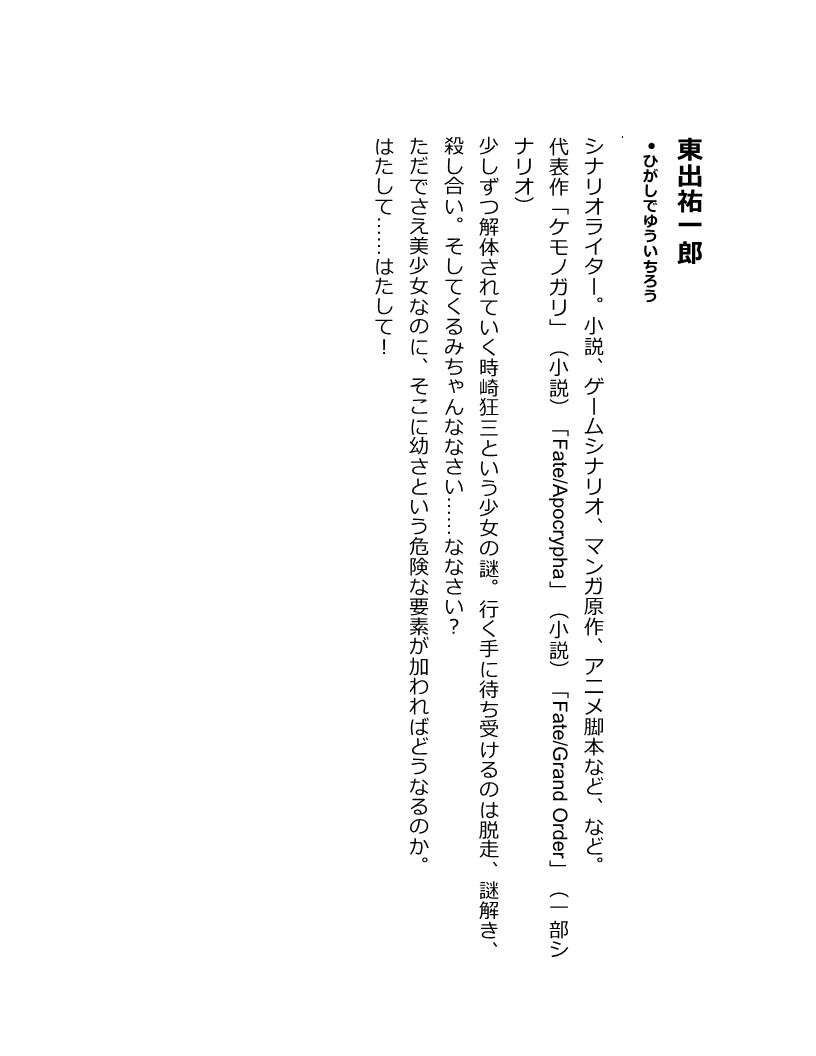 東出祐一郎
•ひがしでゆういちろう
シナリオライター。小説、ゲームシナリオ、マンガ原作、アニメ脚本など、など。
代表作「ケモノガリ」（小説）「Fate/Apocrypha」（小説）「Fate/Grand Order」（一部シ
ナリオ）
少しずつ解体されていく時崎狂三という少女の謎。行く手に待ち受けるのは脱走、謎解き、
殺し合い。そしてくるみちゃんななさい……ななさい？
ただでさえ美少女なのに、そこに幼さという危険な要素が加わればどうなるのか。
はたして……はたして！